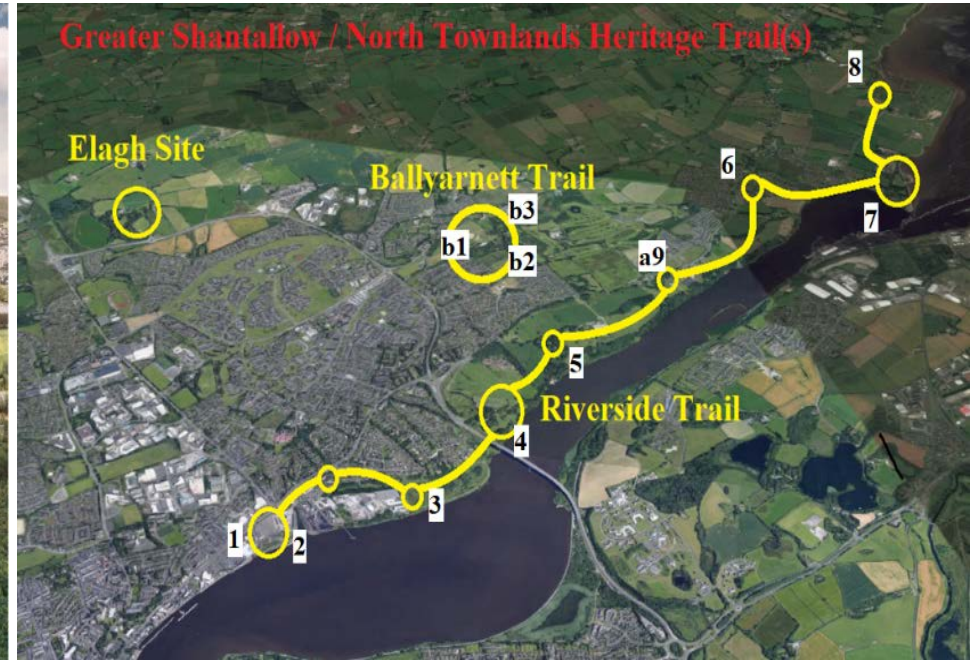 Greater Shantallow / North Townlands Heritage Trail(s)
8
Elagh Site
6
Ballyarnett Trail
b3
7
b1
b2
a9
5
Riverside Trail
4
3
1
2